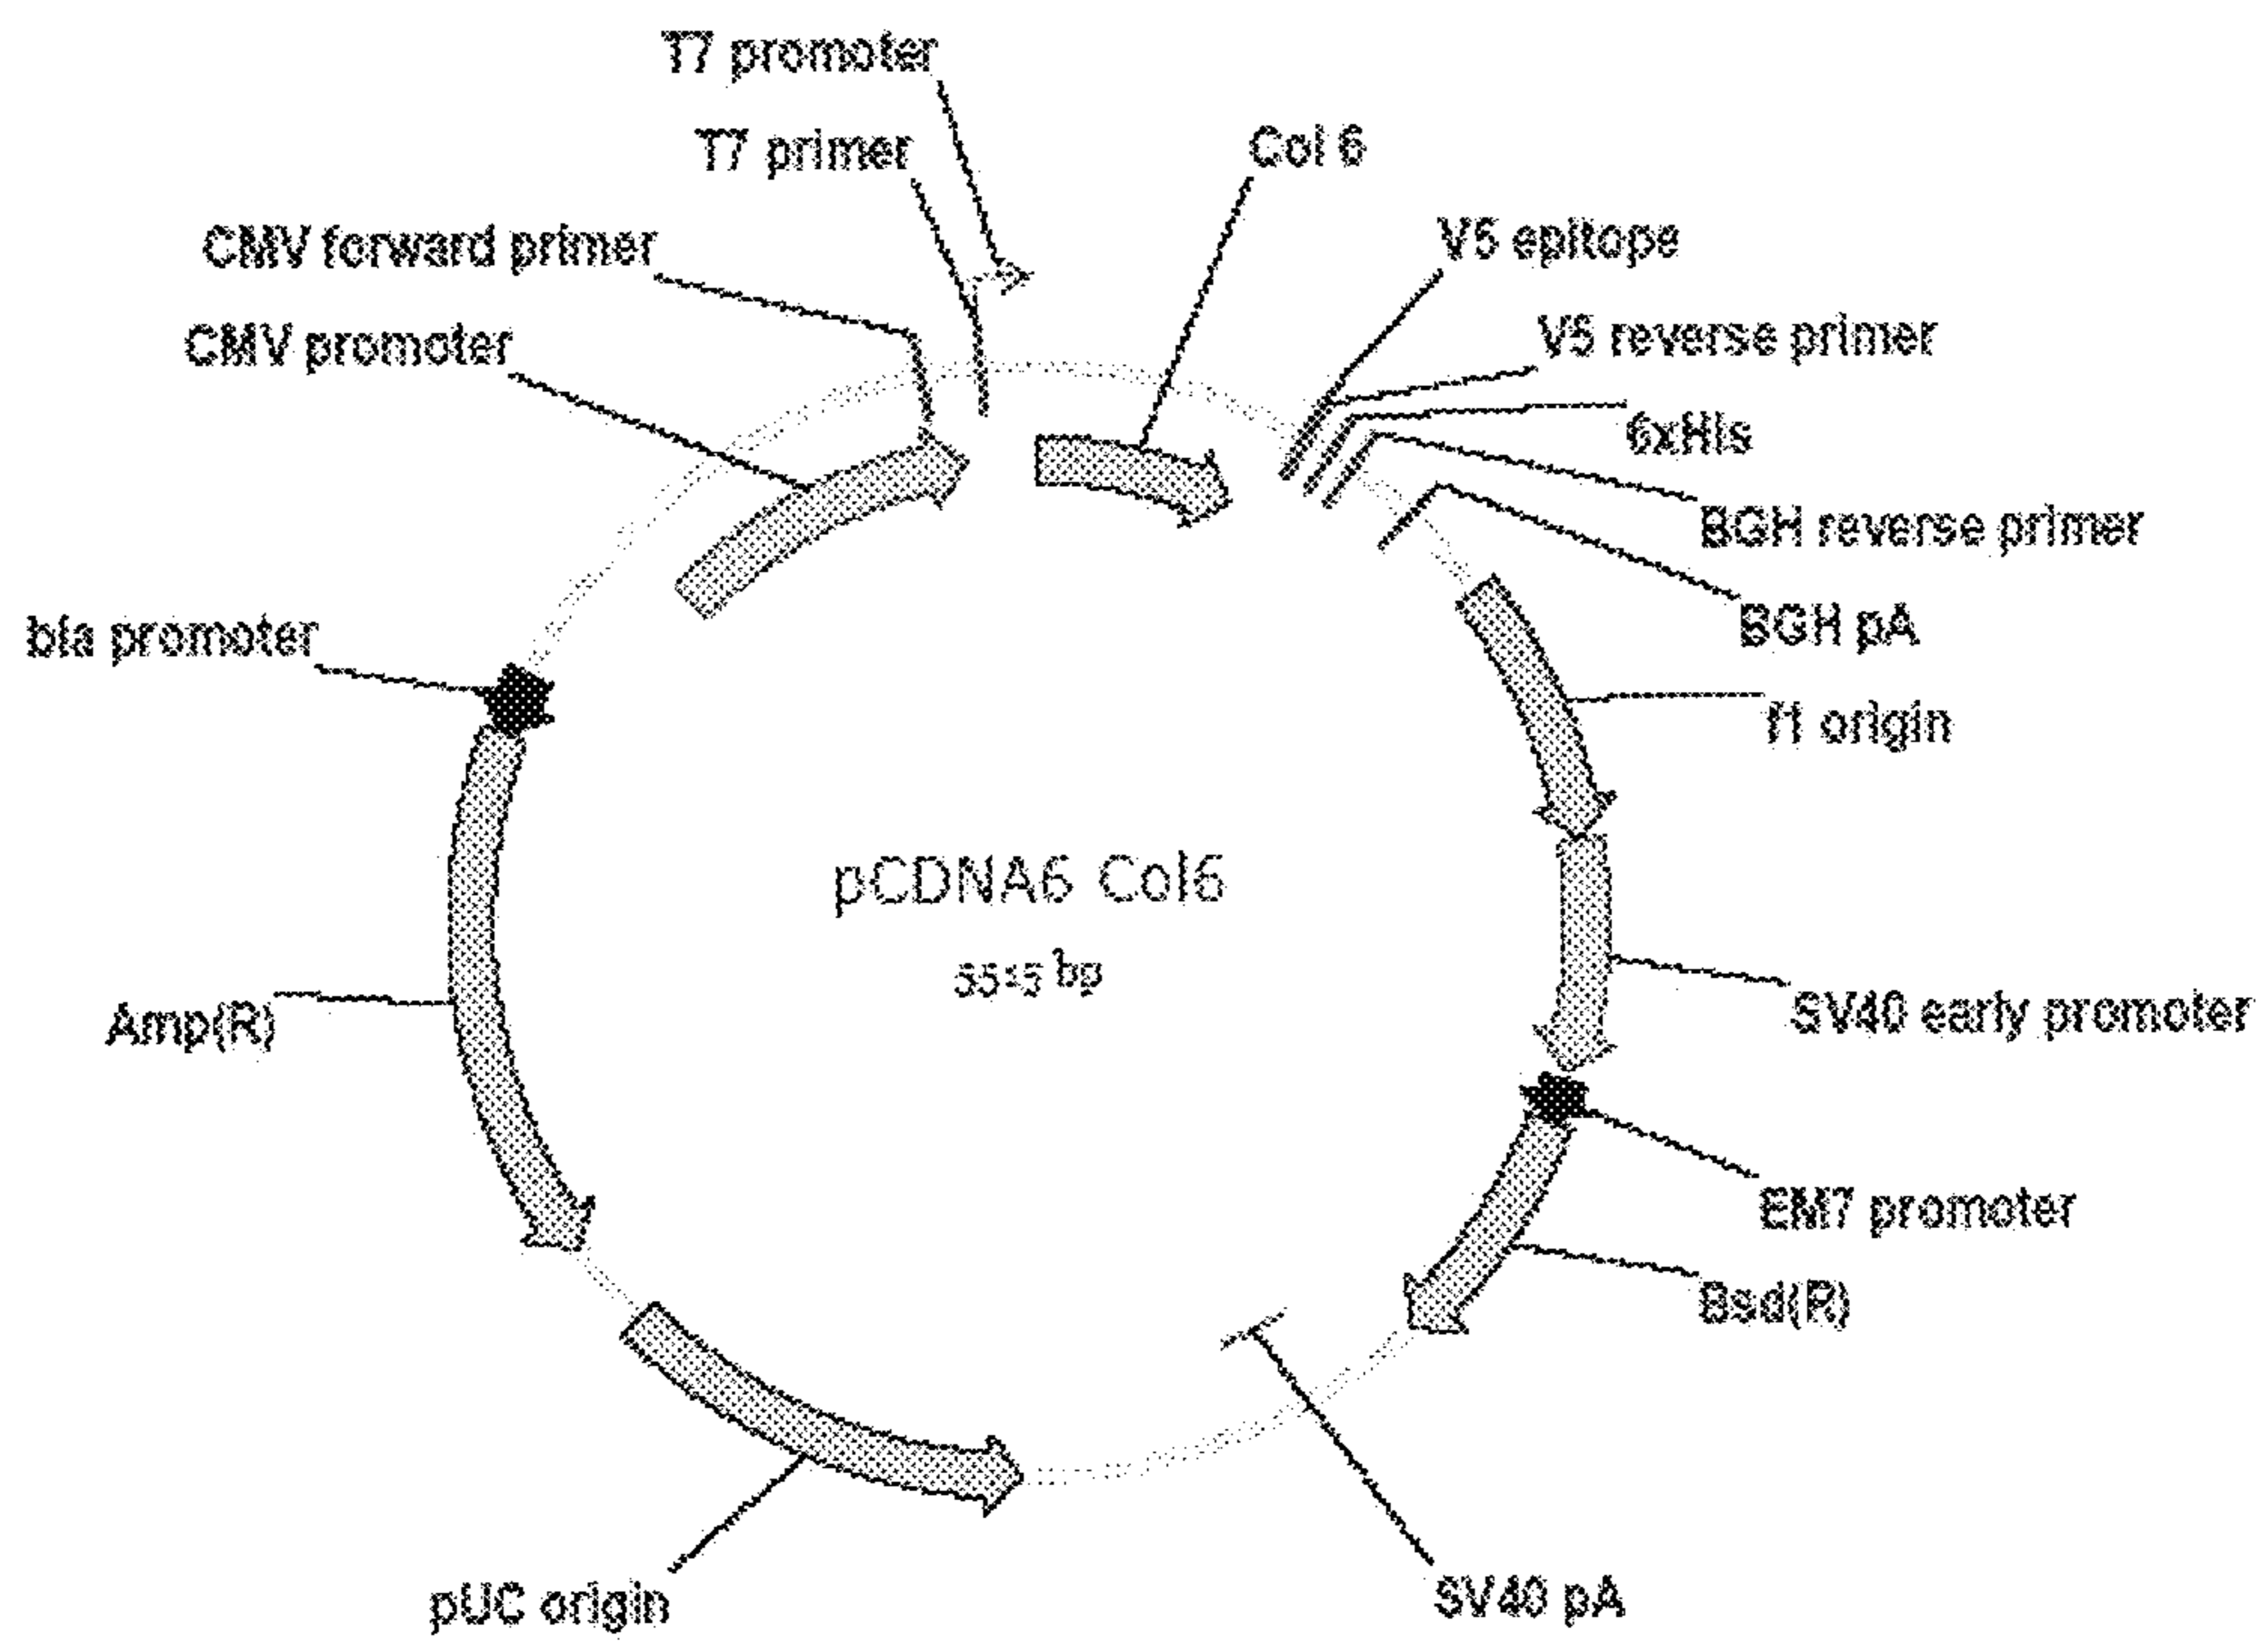 T7 promoter
T7 primer
Col 6
CMV forward primer
V5 epitope
CMV promoter
V5 reverse primer
6xHis
BGH reverse primer
bla promoter
BGH pA
f1 origin
pCDNA6 Col6
bp
Amp(R)
SV40 early promoter
EM7 promoter
Bsd(R)
pUC origin
SV40 pA